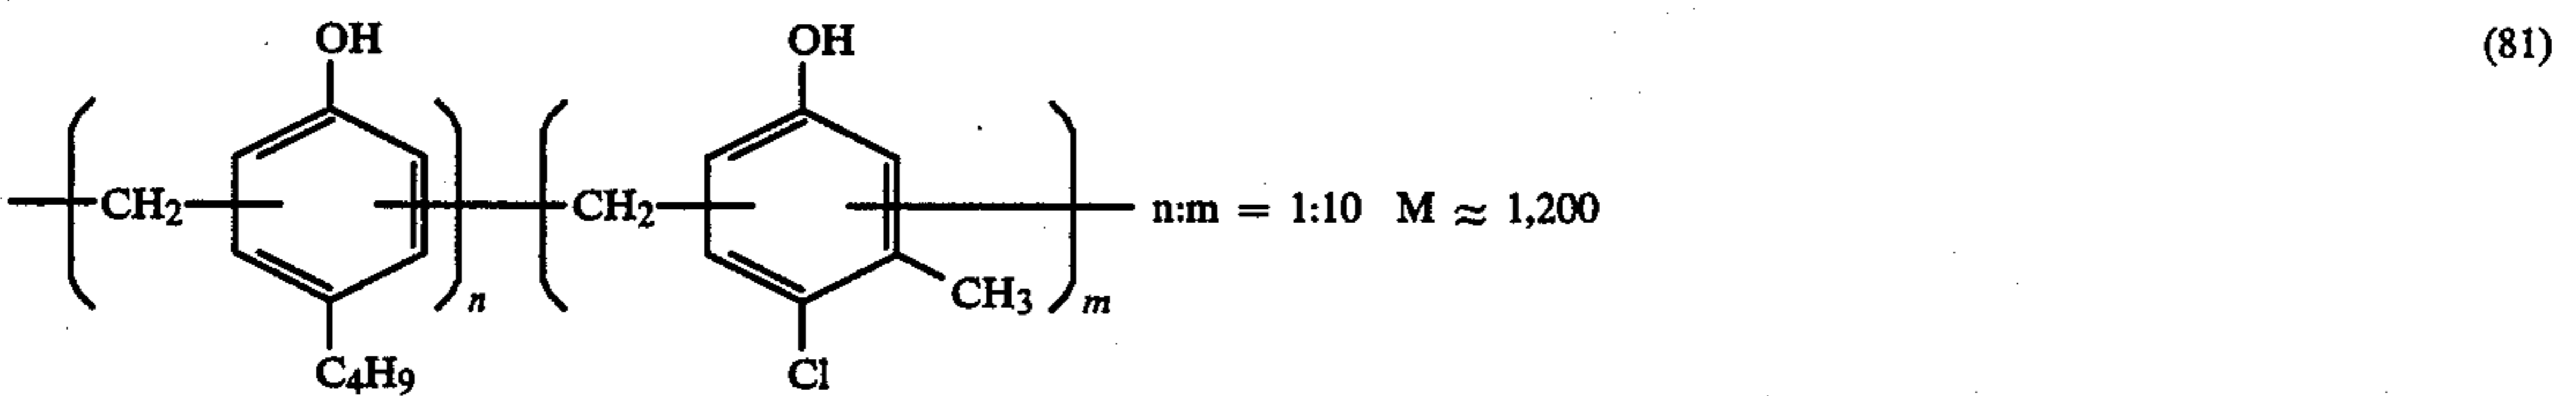 OH OH (81)
CH2 CH2 n:m = 1:10 M ≈ 1,200
CH3
n m
C4H9 Cl